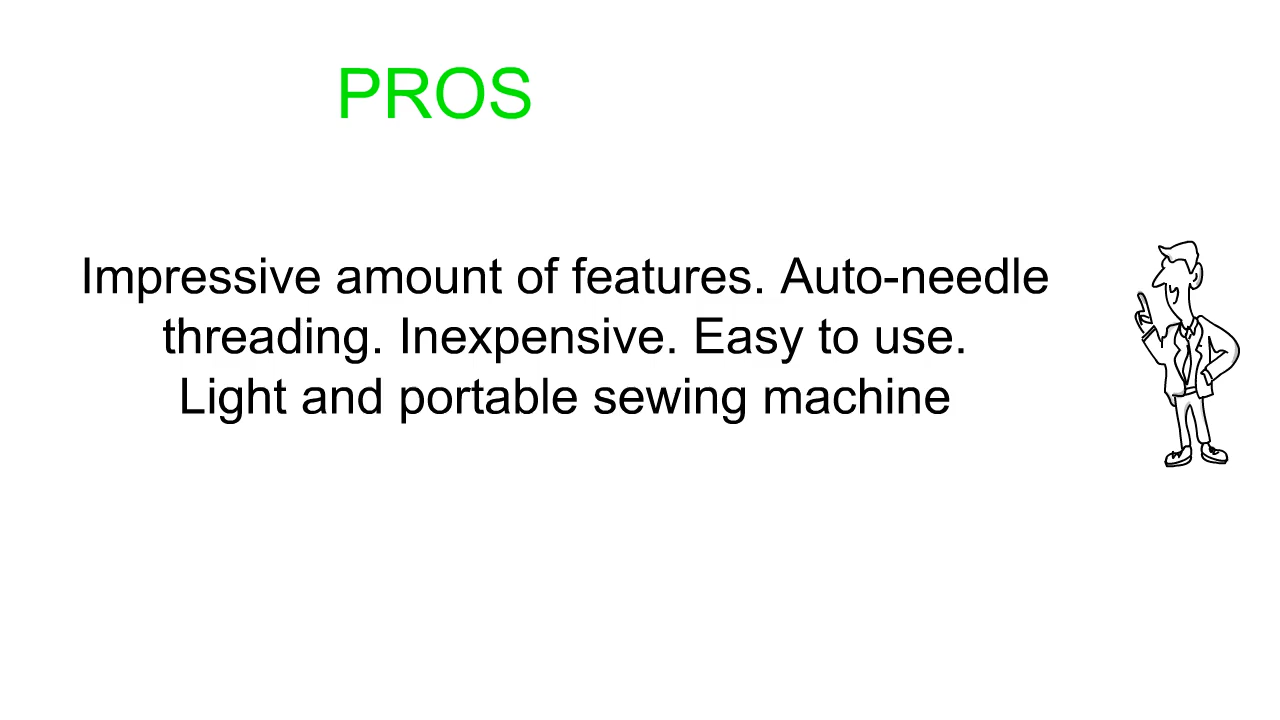 PROS
Impressive amount of features. Auto-needle
threading. Inexpensive. Easy to use.
Light and portable sewing machine